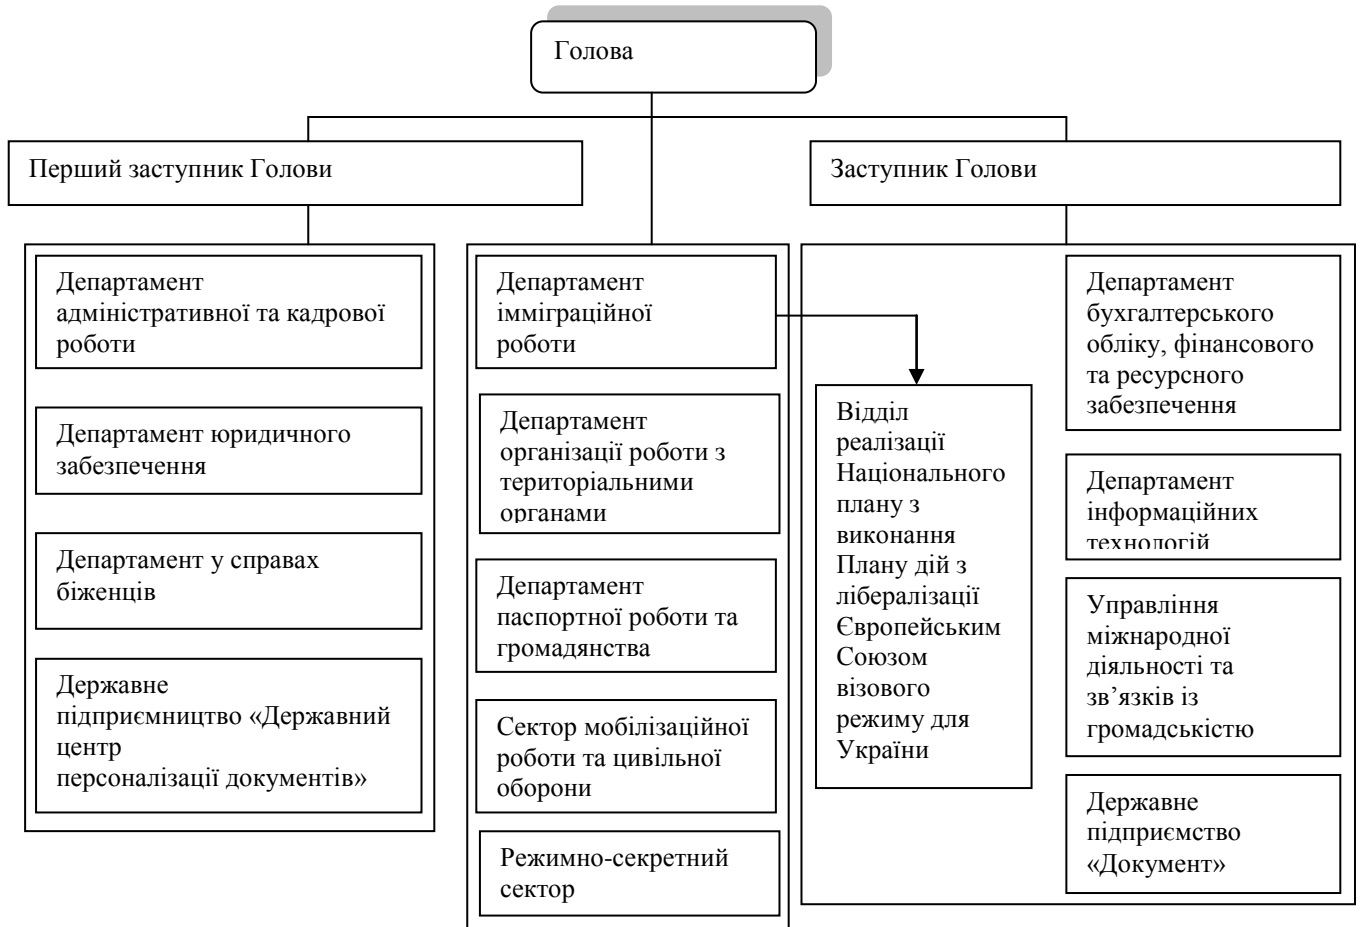 Голова
Перший заступник Голови
Заступник Голови
Департамент
адміністративної та кадрової
роботи
Департамент юридичного
забезпечення
Департамент у справах
біженців
Державне
підприємництво «Державний
центр
персоналізації документів»
Департамент
імміграційної
роботи
Департамент
організації роботи з
територіальними
органами
Департамент
паспортної роботи та
громадянства
Сектор мобілізаційної
роботи та цивільної
оборони
Режимно-секретний
сектор
Відділ
реалізації
Національного
плану з
виконання
Плану дій з
лібералізації
Європейським
Союзом
візового
режиму для
України
Департамент
бухгалтерського
обліку, фінансового
та ресурсного
забезпечення
Департамент
інформаційних
технологій
Управління
міжнародної
діяльності та
зв’язків із
громадськістю
Державне
підприємство
«Документ»